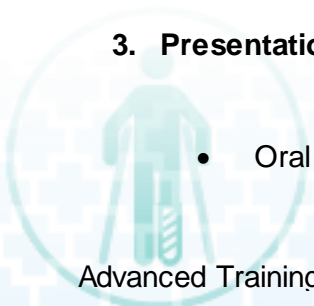 3. Presentatio
• Oral
Advanced Training